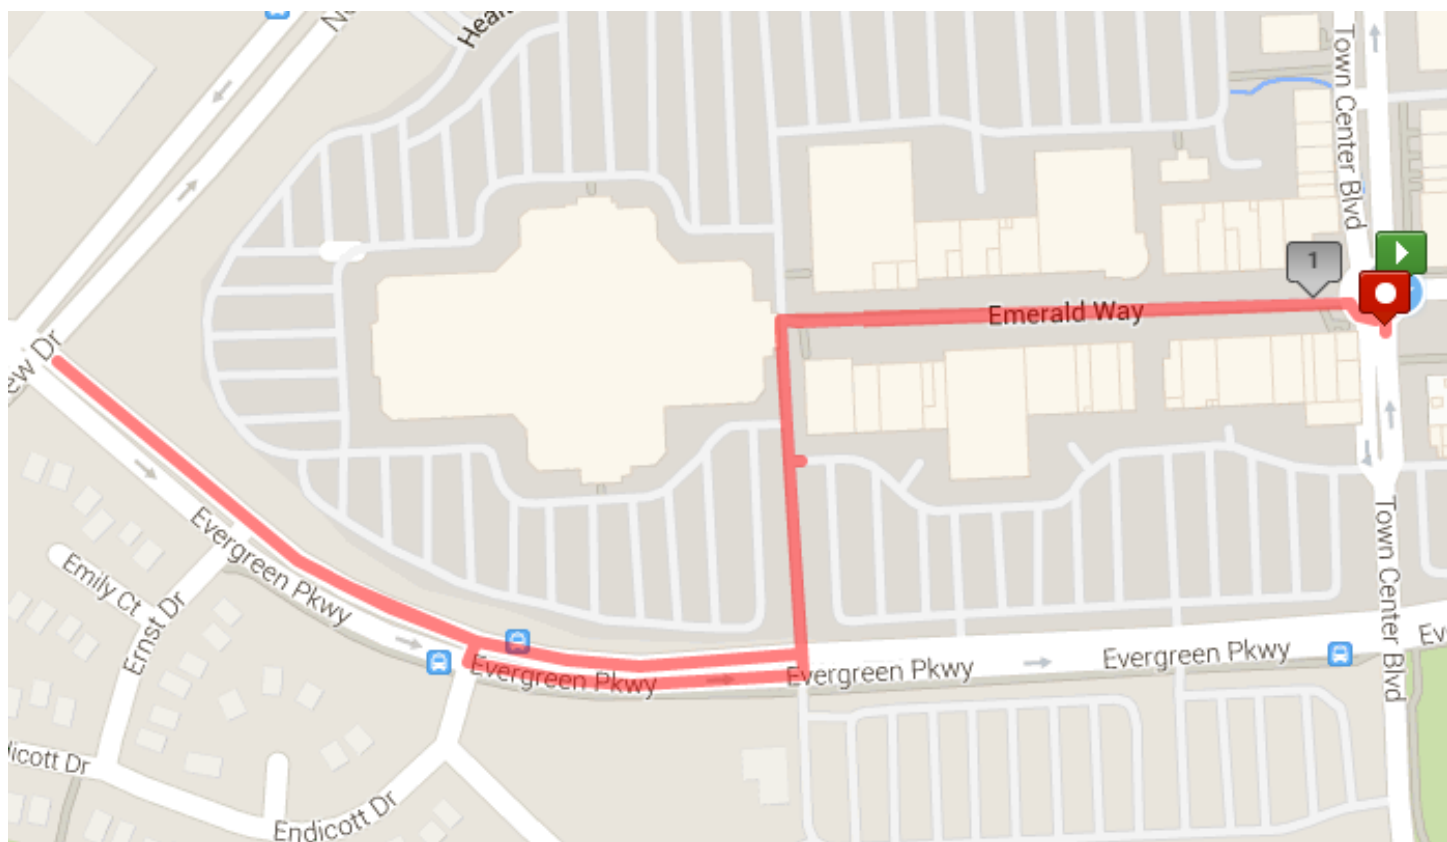 Town Center Blvd
1
Emerald Way
Evergreen Pkwy
Emily Ct
Ernst Dr
Evergreen Pkwy
Evergreen Pkwy
Evergreen Pkwy
Town Center Blvd
Endicott Dr